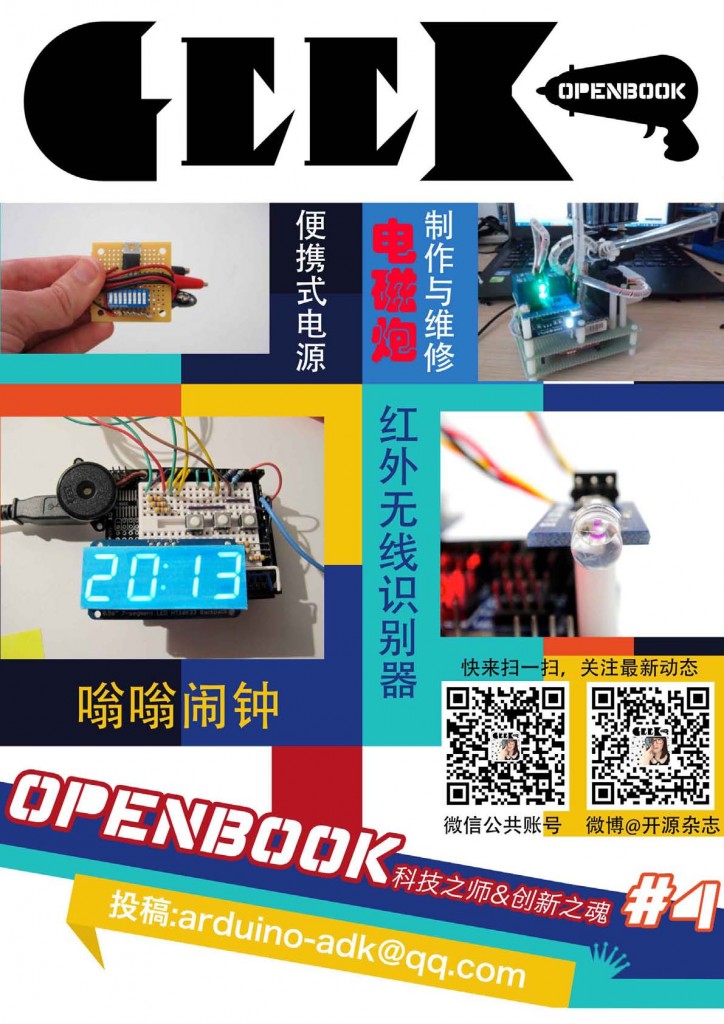 GEEK
OPENBOOK
便携式电源
电磁炮
制作与维修
20:13
红外无线识别器
嗡嗡闹钟
快来扫一扫，关注最新动态
微信公共账号
微博@开源杂志
OPENBOOK
科技之师&创新之魂
#4
投稿:arduino-adk@qq.com